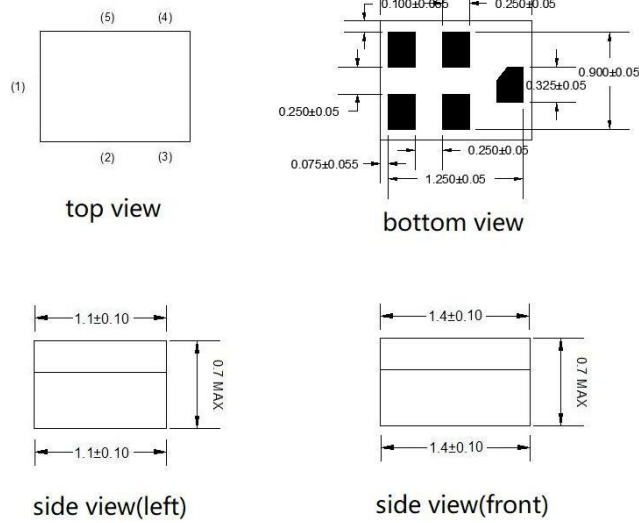 (5) (4)
(1)
(2) (3)
top view
0.100±0.055 0.250±0.05
0.900±0.05
0.325±0.05
0.250±0.05
0.250±0.05
0.075±0.055
1.250±0.05
bottom view
1.1±0.10
0.7 MAX
1.1±0.10
side view(left)
1.4±0.10
0.7 MAX
1.4±0.10
side view(front)